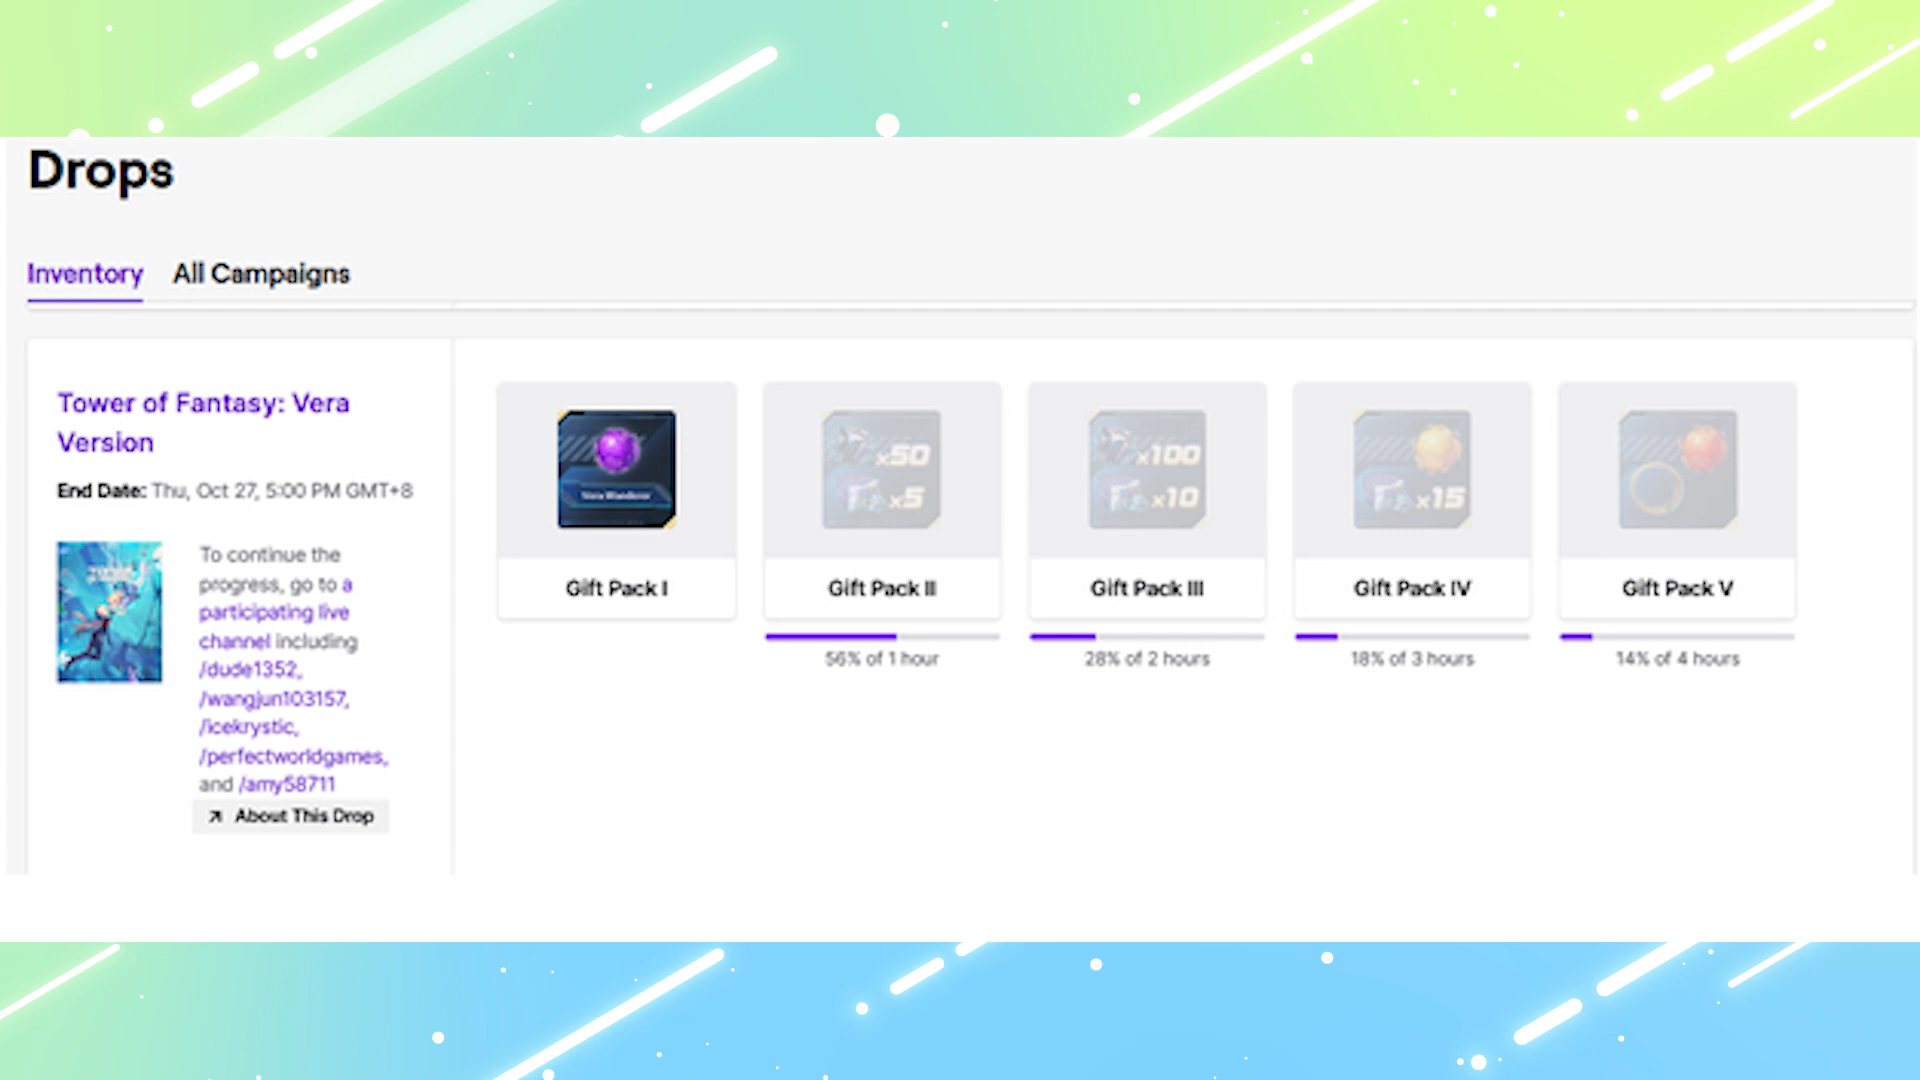 Drops
Inventory
All Campaigns
Tower of Fantasy: Vera
Version
End Date: Thu, Oct 27, 5:00 PM GMT+8
To continue the
progress, go to a
participating live
channel including
/dude1352,
/wangjun103157,
/icekrystic,
/perfectworldgames,
and /amy58711
About This Drop
Vera Wanderer
Gift Pack I
x50
x5
Gift Pack II
56% of 1 hour
x100
x10
Gift Pack III
28% of 2 hours
x15
Gift Pack IV
18% of 3 hours
Gift Pack V
14% of 4 hours